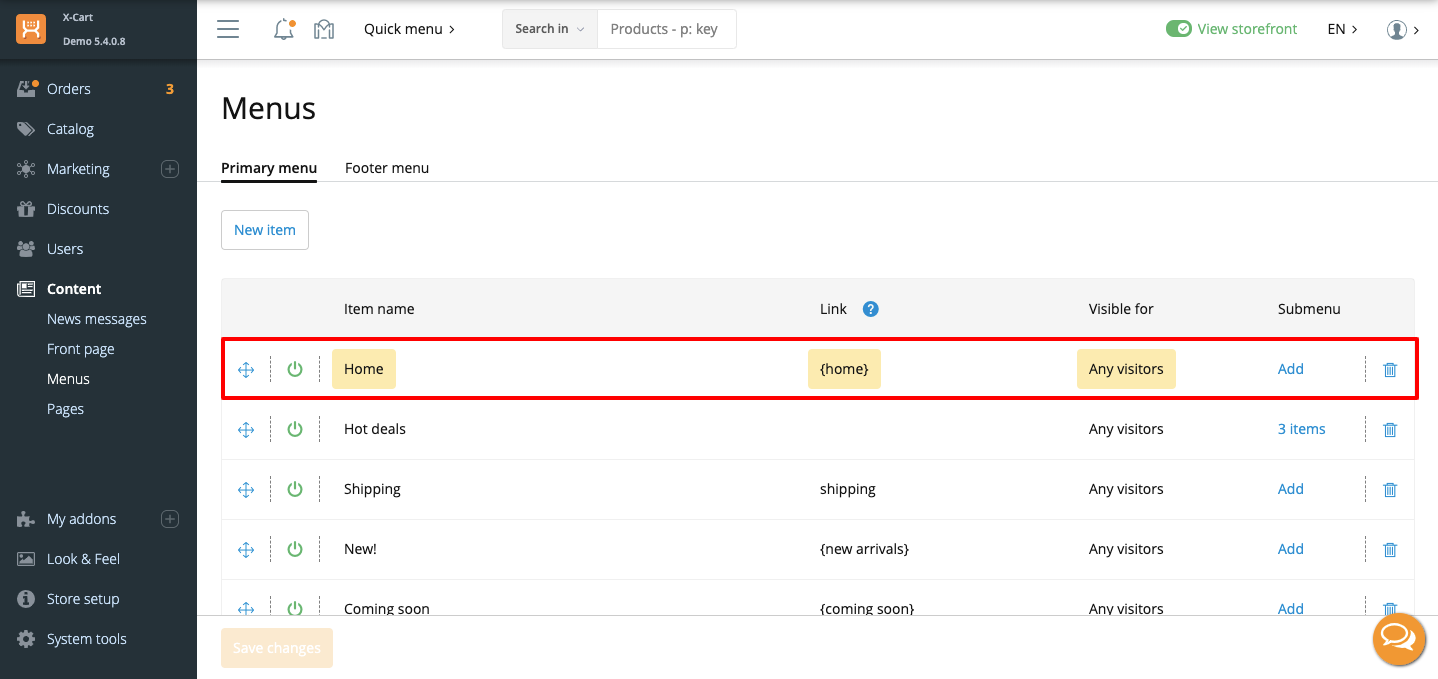 X-Cart
Demo 5.4.0.8
Quick menu
Search in
Products - p: key
View storefront
EN
Orders 3
Catalog
Marketing
Discounts
Users
Content
News messages
Front page
Menus
Pages
My addons
Look & Feel
Store setup
System tools
Menus
Primary menu Footer menu
New item
Item name Link ? Visible for Submenu
Home {home} Any visitors Add
Hot deals Any visitors 3 items
Shipping shipping Any visitors Add
New! {new arrivals} Any visitors Add
Coming soon {coming soon} Any visitors Add
Save changes